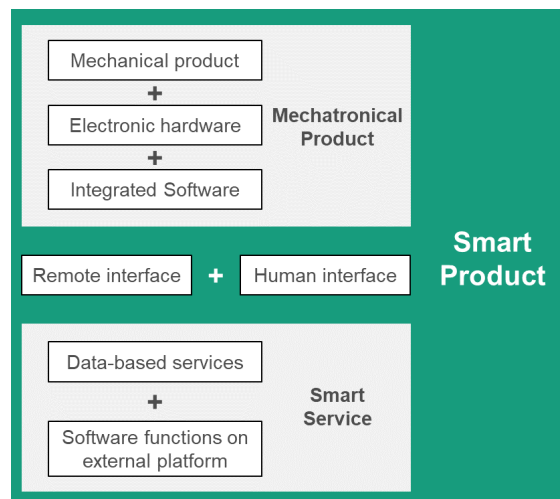 Mechanical product
+
Electronic hardware
+
Integrated Software
Mechatronical
Product
Remote interface + Human interface
Smart
Product
Data-based services
+
Software functions on
external platform
Smart
Service